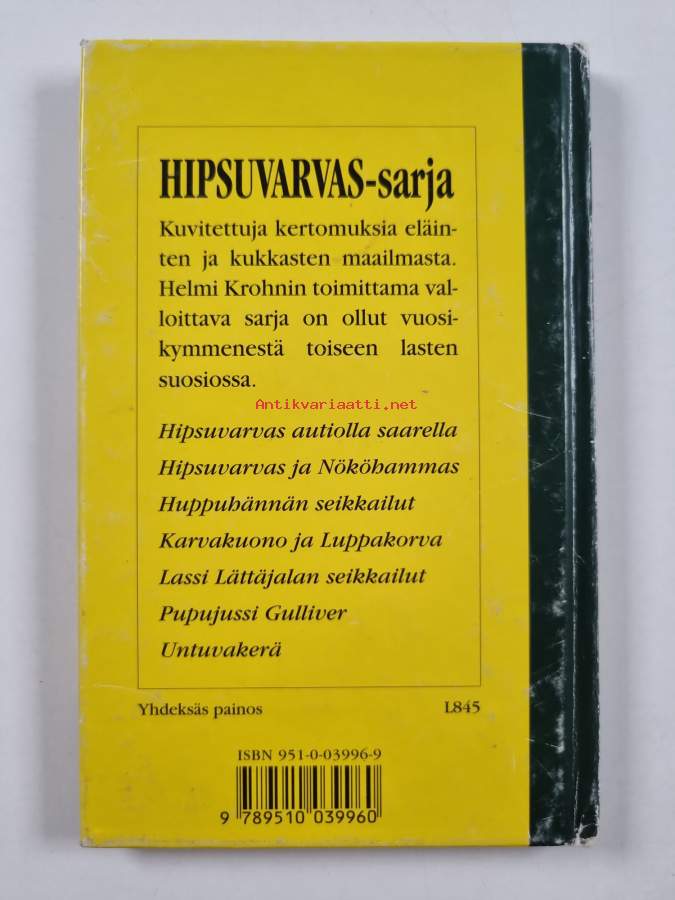 HIPSUVARVAS-sarja
Kuvitettuja kertomuksia eläin-
ten ja kukkasten maailmasta.
Helmi Krohnin toimittama val-
loittava sarja on ollut vuosi-
kymmenestä toiseen lasten
suosiossa.
Antikvariaatti.net
Hipsuvarvas autiolla saarella
Hipsuvarvas ja Nököhammas
Huppuhännän seikkailut
Karvakuono ja Luppakorva
Lassi Lättäjalan seikkailut
Pupujussi Gulliver
Untuvakerä
Yhdeksäs painos L845
ISBN 951-0-03996-9
9 789510 039960